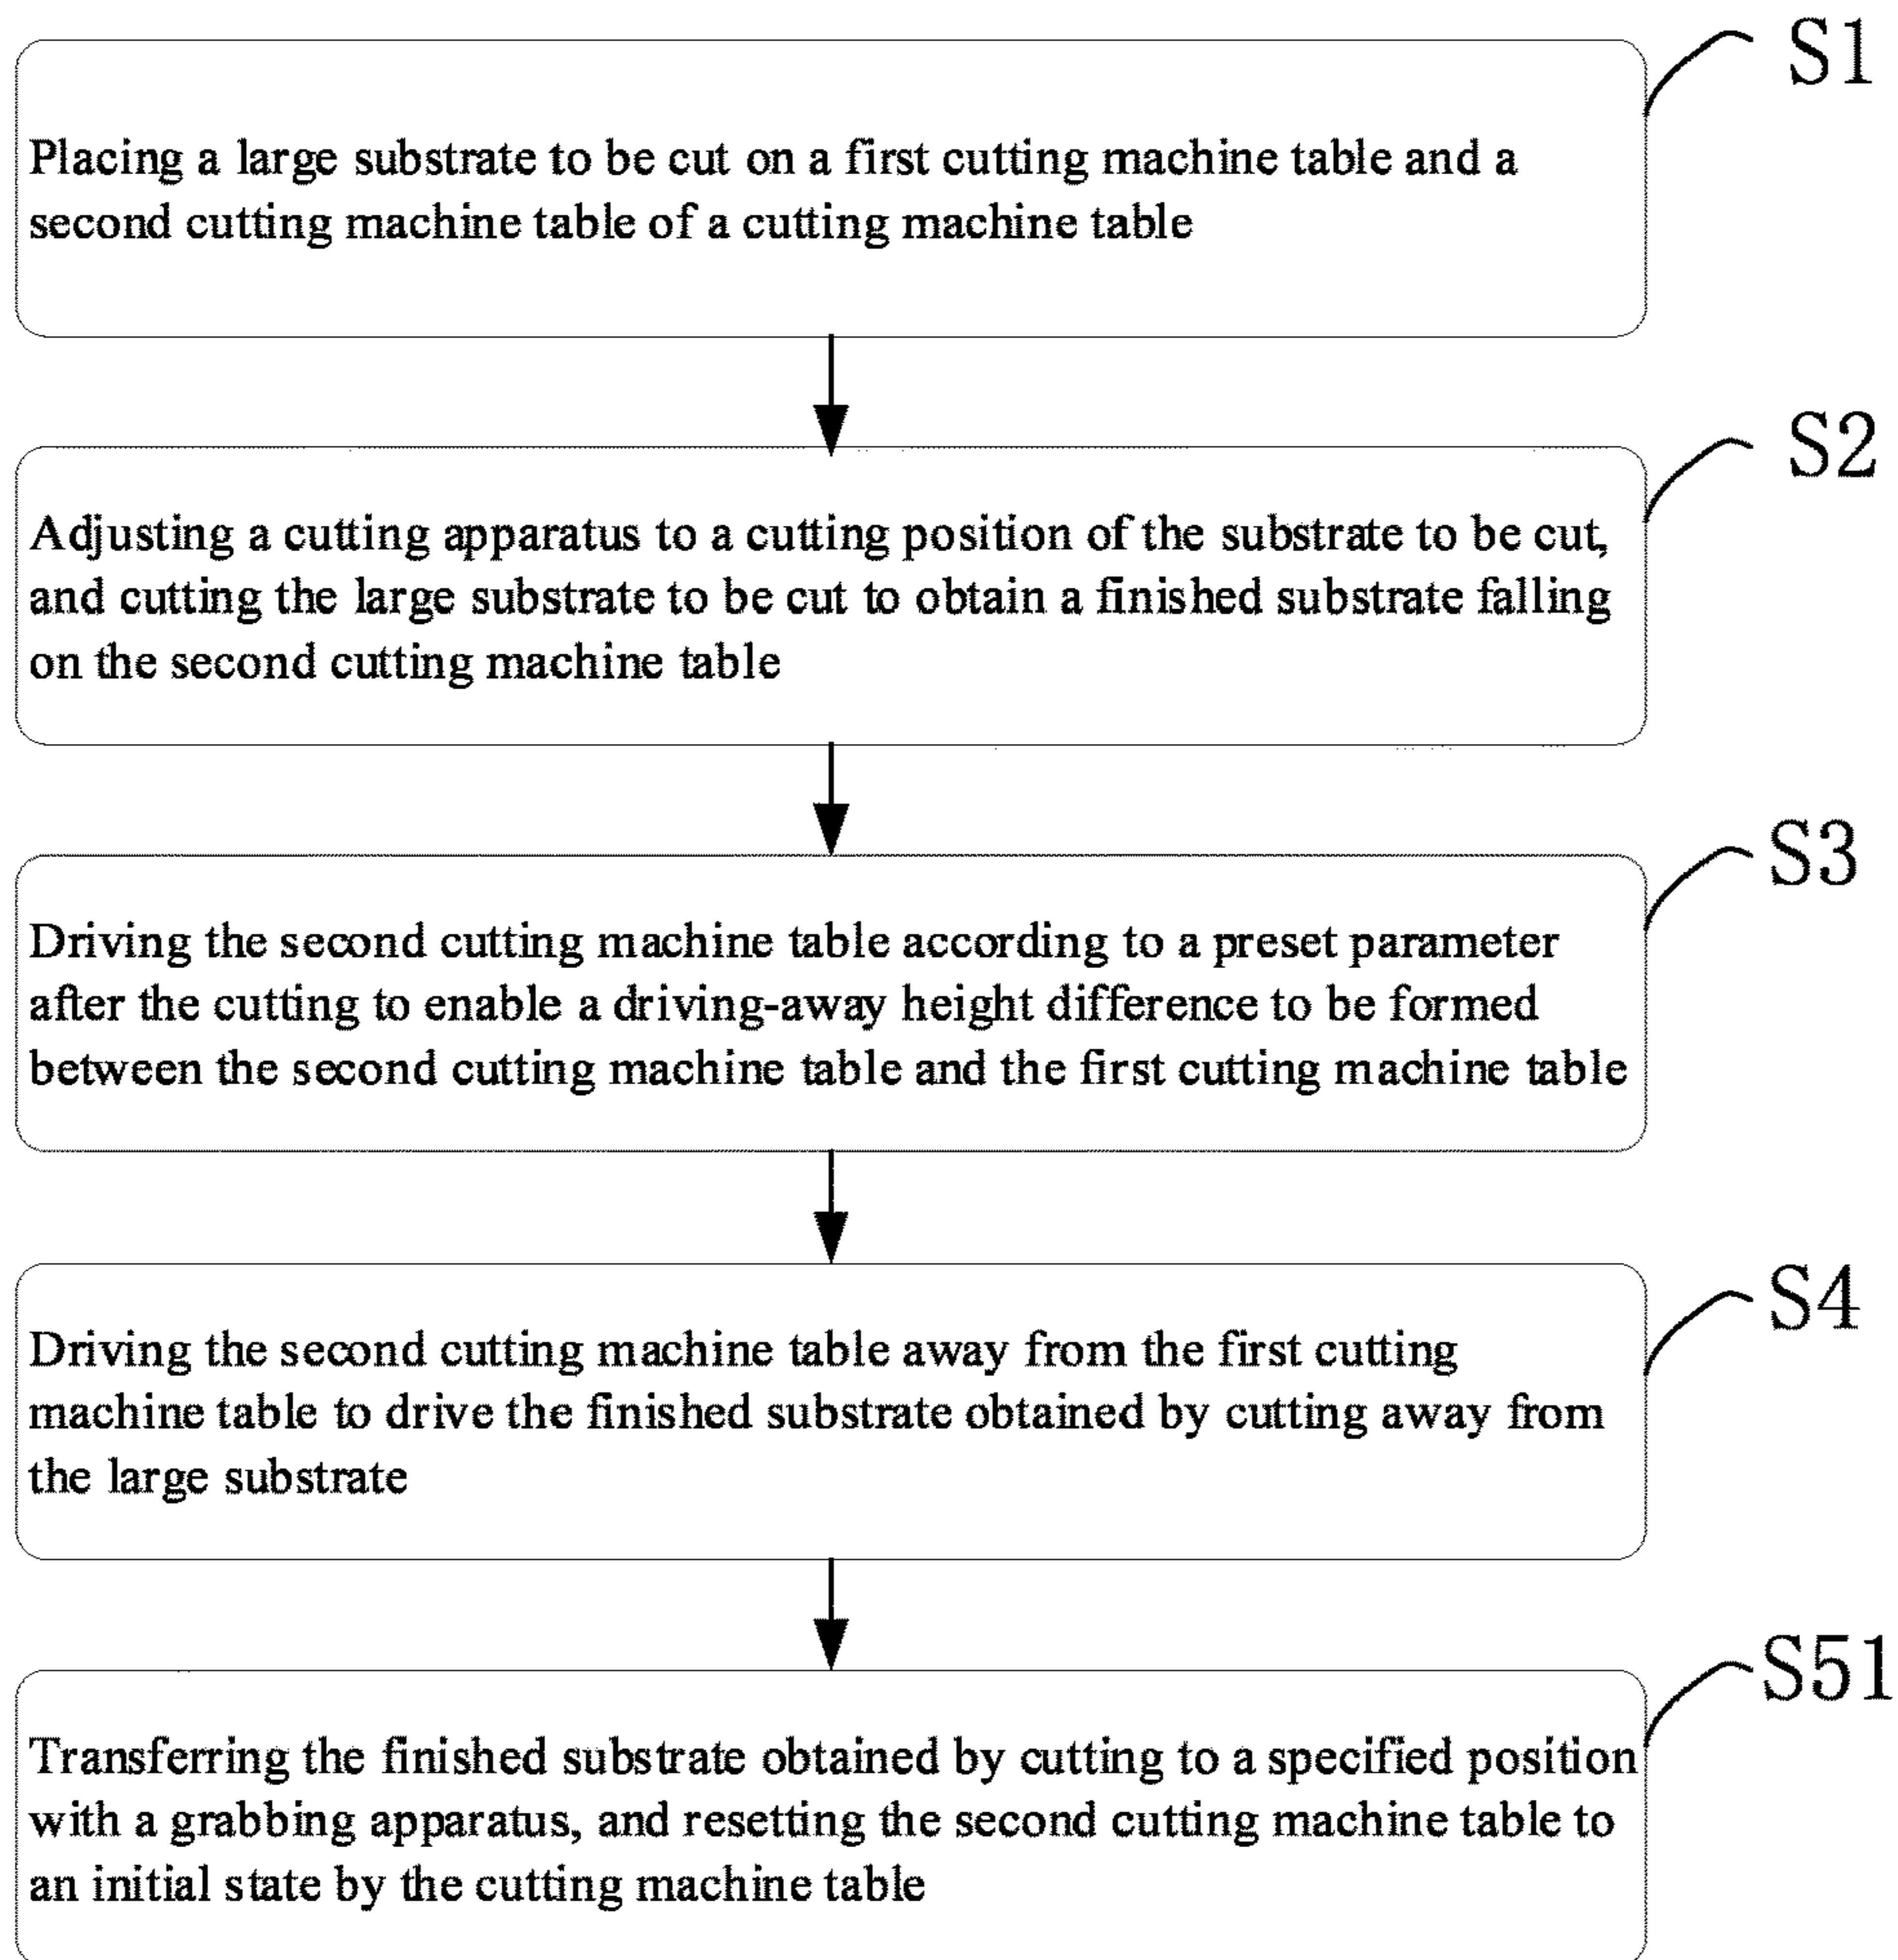 S1
Placing a large substrate to be cut on a first cutting machine table and a
second cutting machine table of a cutting machine table
S2
Adjusting a cutting apparatus to a cutting position of the substrate to be cut,
and cutting the large substrate to be cut to obtain a finished substrate falling
on the second cutting machine table
S3
Driving the second cutting machine table according to a preset parameter
after the cutting to enable a driving-away height difference to be formed
between the second cutting machine table and the first cutting machine table
S4
Driving the second cutting machine table away from the first cutting
machine table to drive the finished substrate obtained by cutting away from
the large substrate
S51
Transferring the finished substrate obtained by cutting to a specified position
with a grabbing apparatus, and resetting the second cutting machine table to
an initial state by the cutting machine table